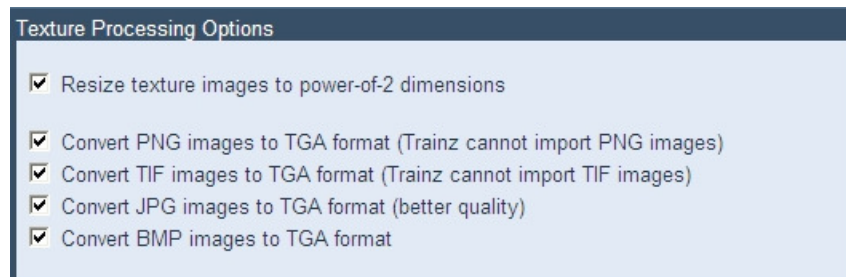 Texture Processing Options
Resize texture images to power-of-2 dimensions
Convert PNG images to TGA format (Trainz cannot import PNG images)
Convert TIF images to TGA format (Trainz cannot import TIF images)
Convert JPG images to TGA format (better quality)
Convert BMP images to TGA format